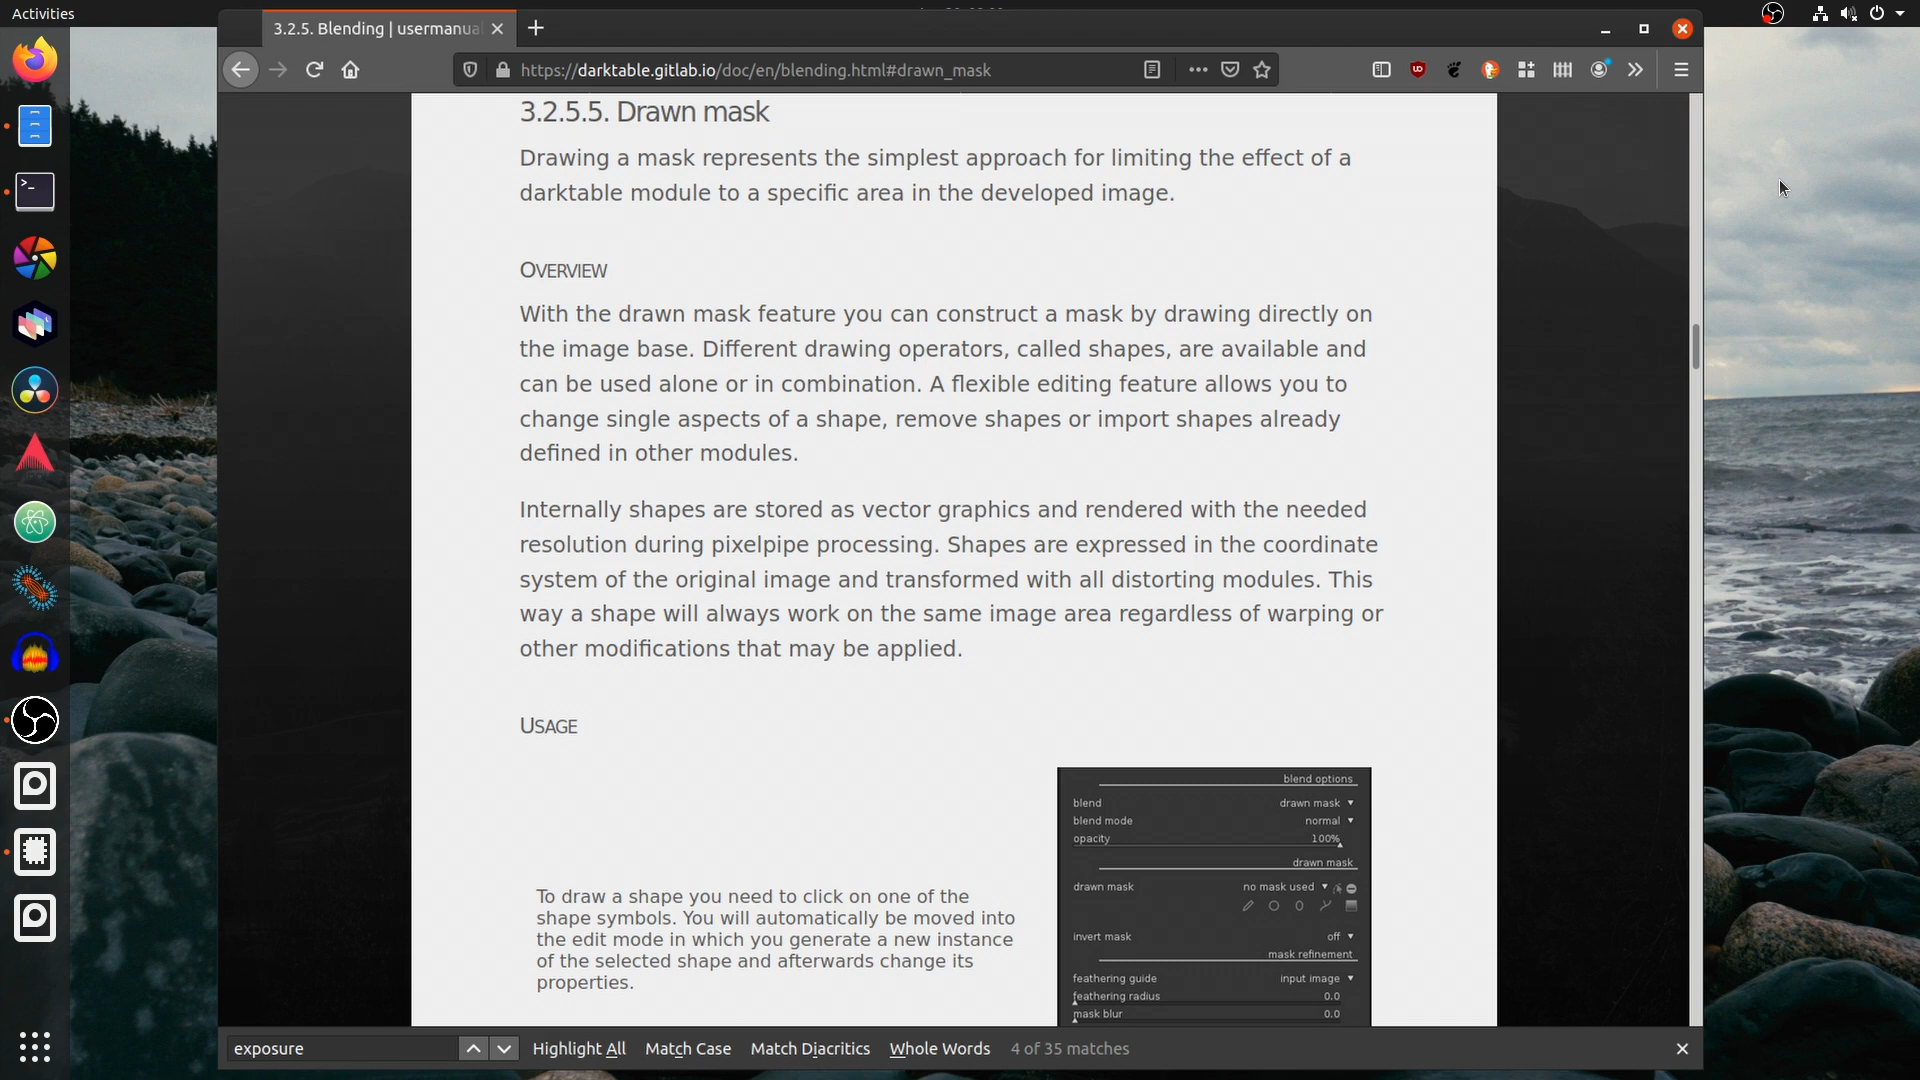 Activities
3.2.5. Blending | usermanua
https://darktable.gitlab.io/doc/en/blending.html#drawn_mask
3.2.5.5. Drawn mask
Drawing a mask represents the simplest approach for limiting the effect of a
darktable module to a specific area in the developed image.
OVERVIEW
With the drawn mask feature you can construct a mask by drawing directly on
the image base. Different drawing operators, called shapes, are available and
can be used alone or in combination. A flexible editing feature allows you to
change single aspects of a shape, remove shapes or import shapes already
defined in other modules.
Internally shapes are stored as vector graphics and rendered with the needed
resolution during pixelpipe processing. Shapes are expressed in the coordinate
system of the original image and transformed with all distorting modules. This
way a shape will always work on the same image area regardless of warping or
other modifications that may be applied.
USAGE
To draw a shape you need to click on one of the
shape symbols. You will automatically be moved into
the edit mode in which you generate a new instance
of the selected shape and afterwards change its
properties.
blend options
blend drawn mask
blend mode normal
opacity 100%
drawn mask
drawn mask no mask used
invert mask off
mask refinement
feathering guide input image
feathering radius 0.0
mask blur 0.0
exposure Highlight All Match Case Match Diacritics Whole Words 4 of 35 matches